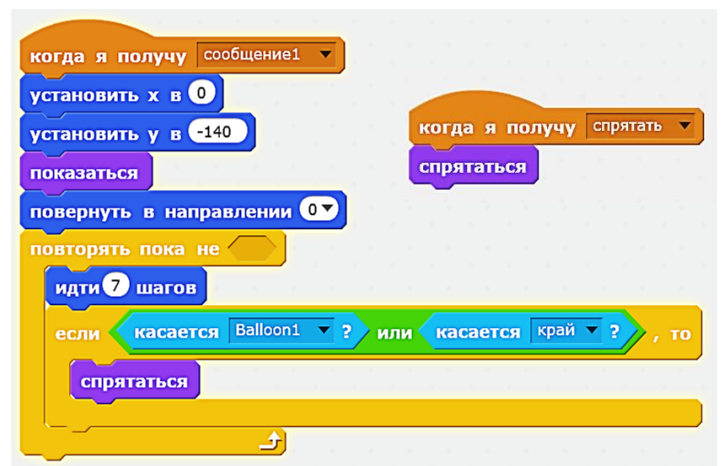 когда я получу сообщение1
установить x в 0
установить y в -140
показаться
повернуть в направлении 0
повторять пока не
идти 7 шагов
если касается Balloon1 ? или касается край ? , то
спрятаться
когда я получу спрятать
спрятаться